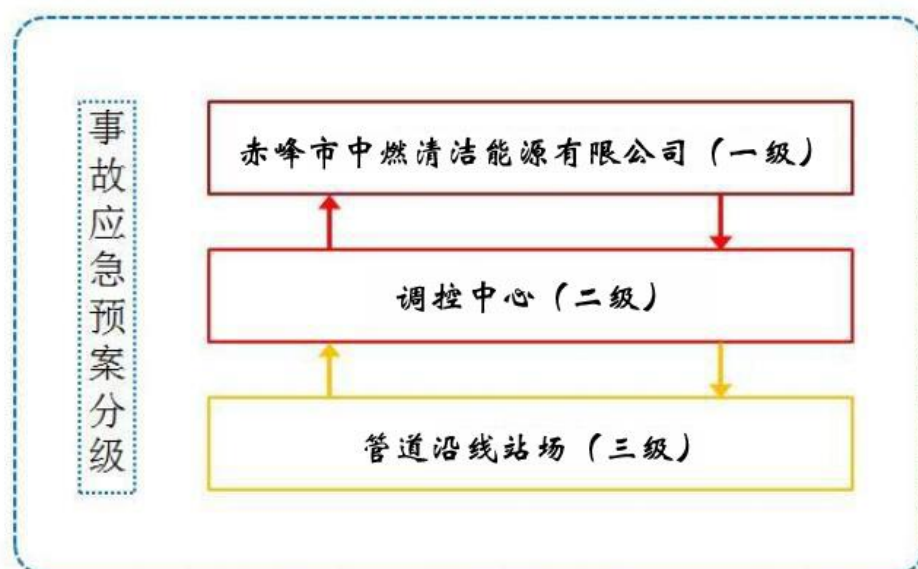 事故应急预案分级
赤峰市中燃清洁能源有限公司（一级）
调控中心（二级）
管道沿线站场（三级）